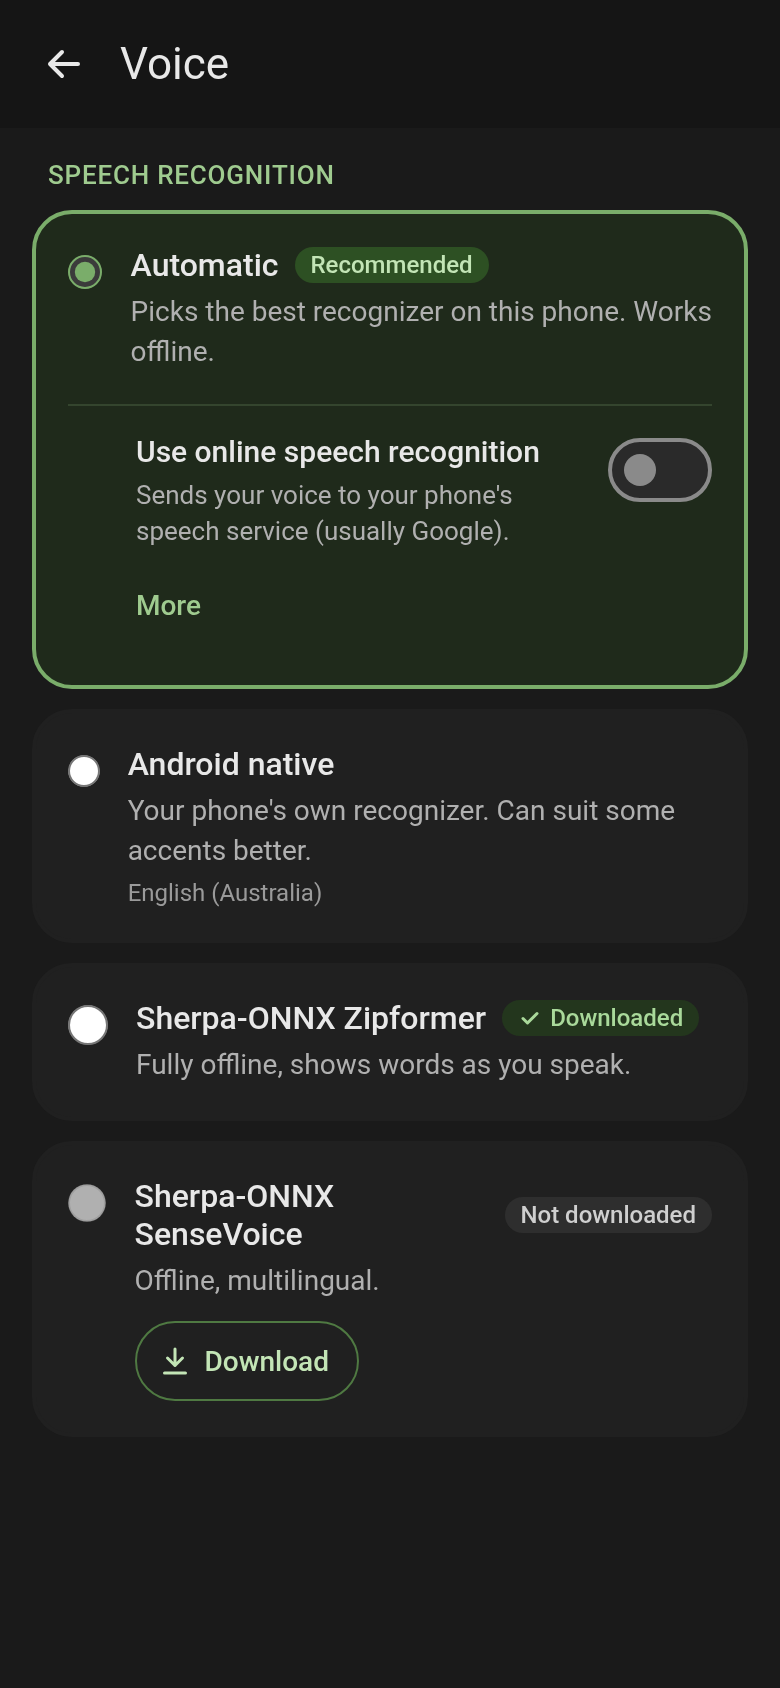 Voice
SPEECH RECOGNITION
Automatic Recommended
Picks the best recognizer on this phone. Works
offline.
Use online speech recognition
Sends your voice to your phone's
speech service (usually Google).
More
Android native
Your phone's own recognizer. Can suit some
accents better.
English (Australia)
Sherpa-ONNX Zipformer Downloaded
Fully offline, shows words as you speak.
Sherpa-ONNX
SenseVoice
Not downloaded
Offline, multilingual.
Download